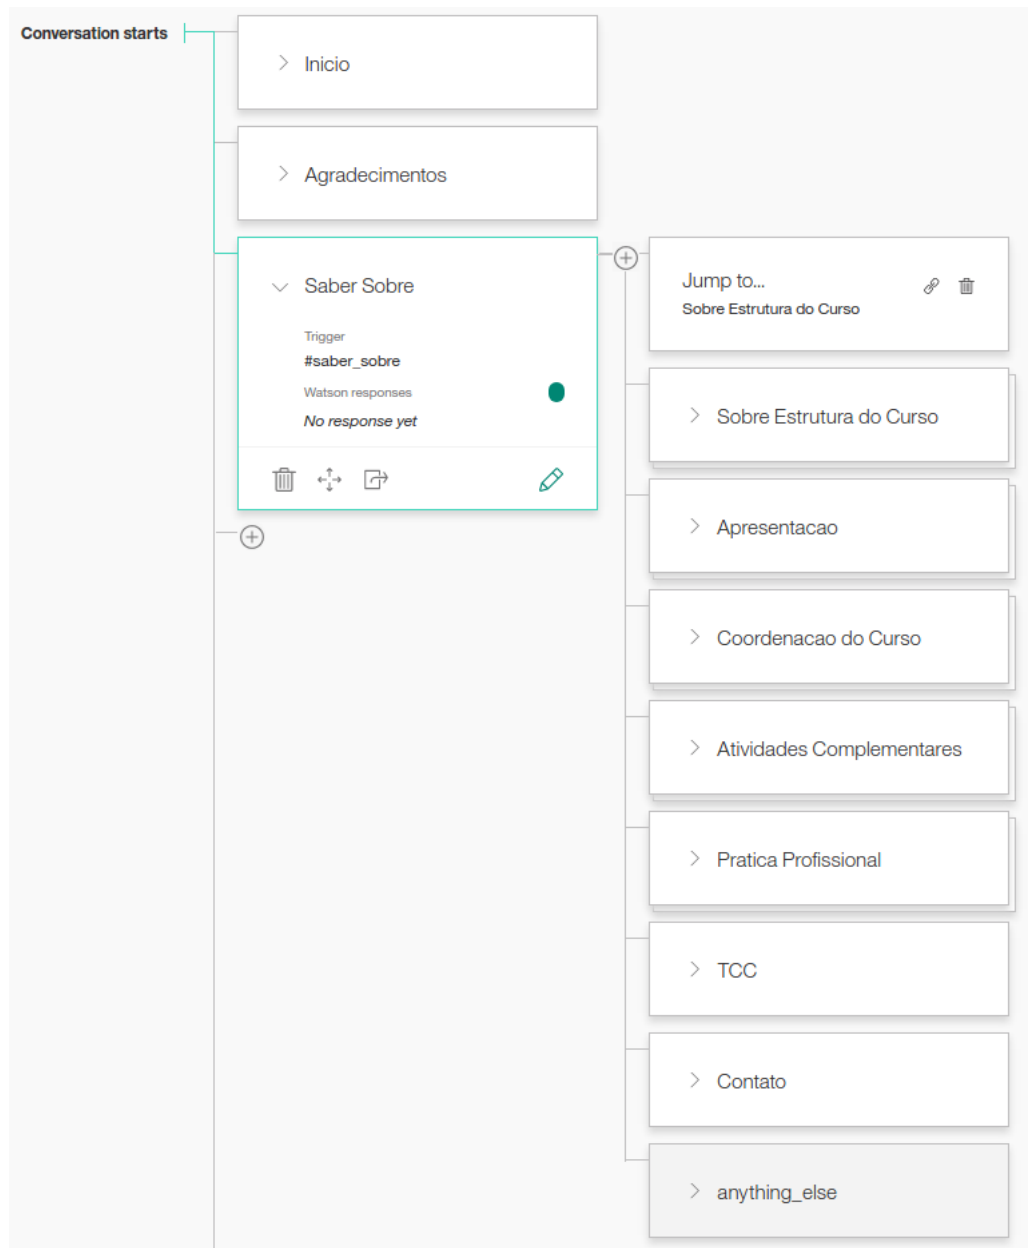 Conversation starts
Inicio
Agradecimentos
Saber Sobre
Trigger
#saber_sobre
Watson responses
No response yet
Jump to...
Sobre Estrutura do Curso
Sobre Estrutura do Curso
Apresentacao
Coordenacao do Curso
Atividades Complementares
Pratica Profissional
TCC
Contato
anything_else